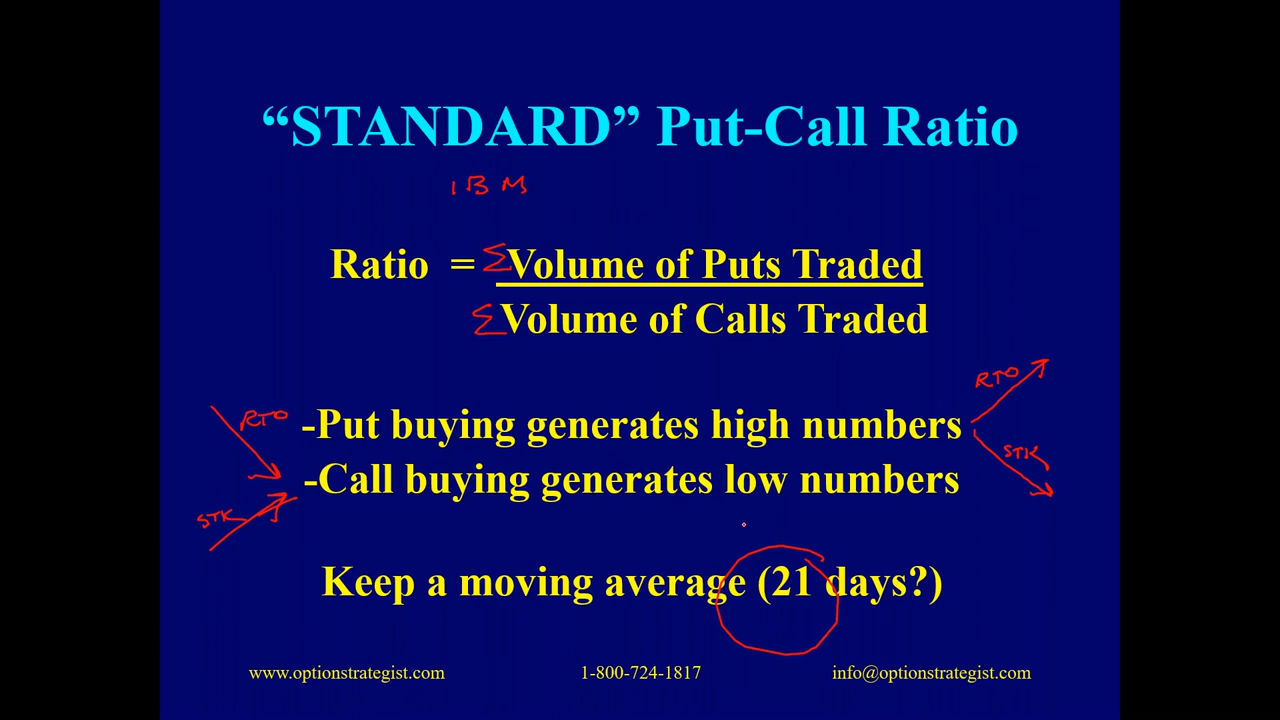 “STANDARD” Put-Call Ratio
IBM
Ratio = ΣVolume of Puts Traded
ΣVolume of Calls Traded
RTO
RTO -Put buying generates high numbers
STK
-Call buying generates low numbers
STK
Keep a moving average (21 days?)
www.optionstrategist.com 1-800-724-1817 info@optionstrategist.com